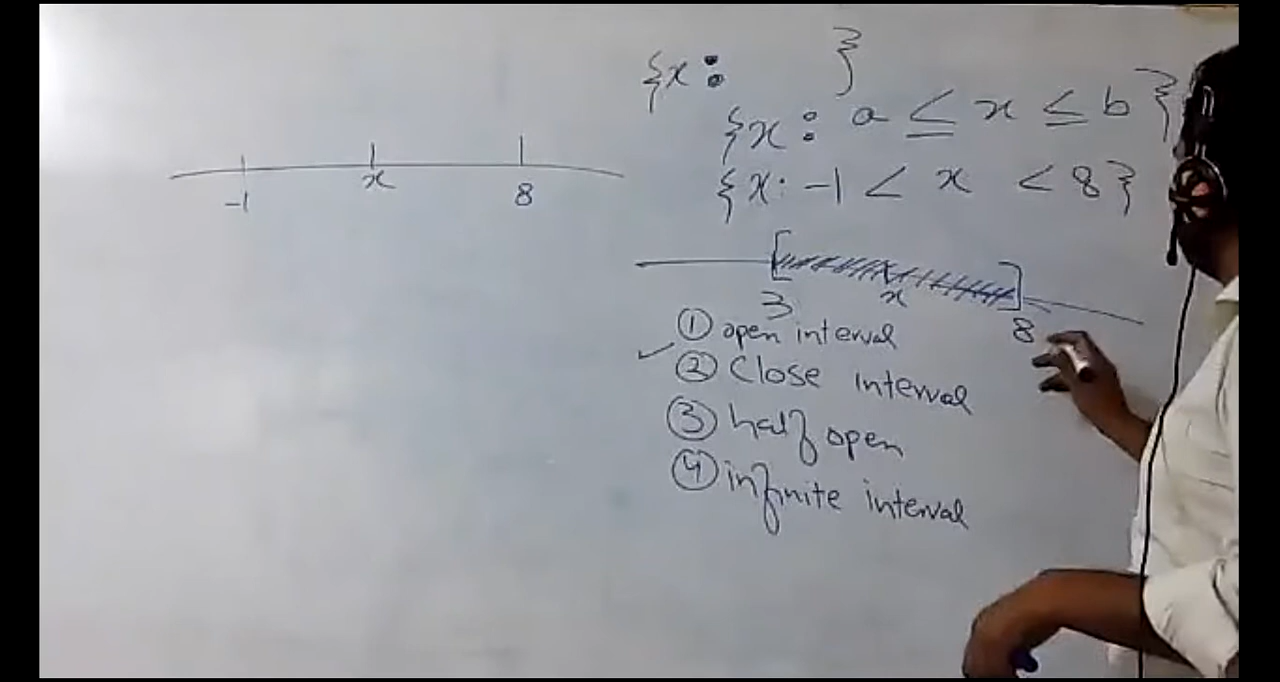 {x: }
{x: a ≤ x ≤ b}
{x: -1 < x < 8}
-1 x 8
[ x ]
3 8
① open interval
✓ ② Close interval
③ half open
④ infinite interval